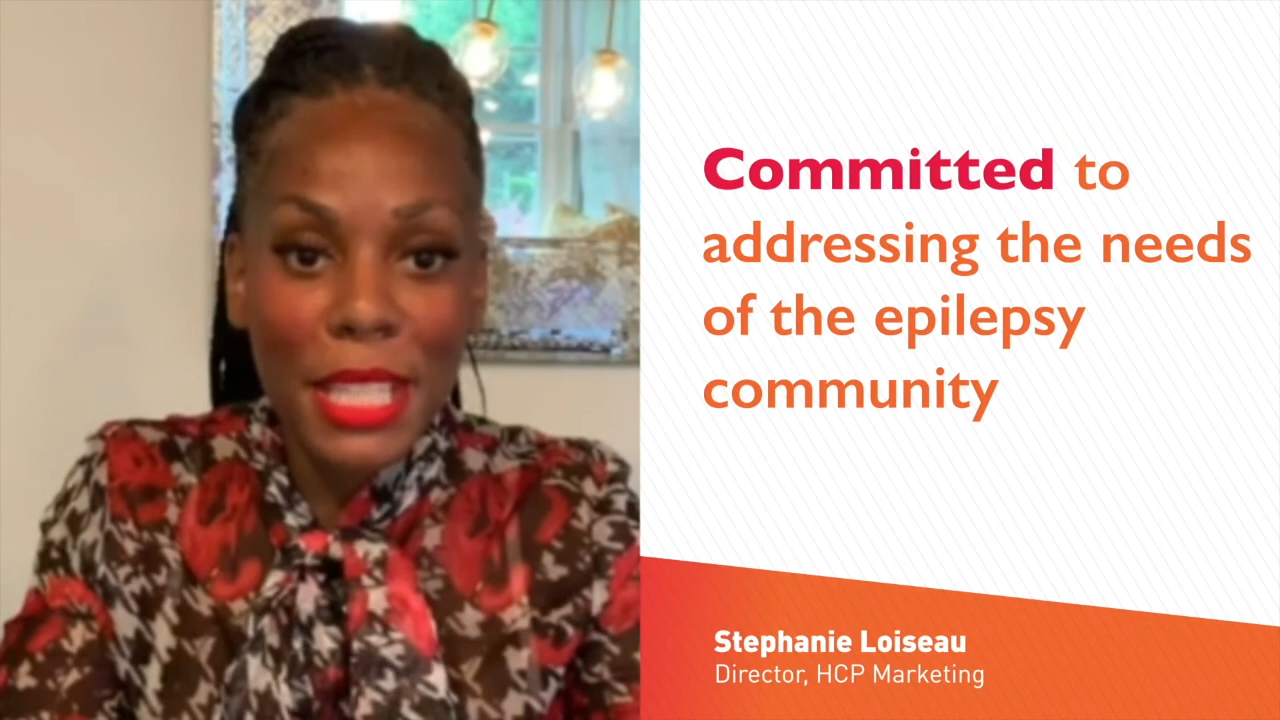 Committed to
addressing the needs
of the epilepsy
community
Stephanie Loiseau
Director, HCP Marketing